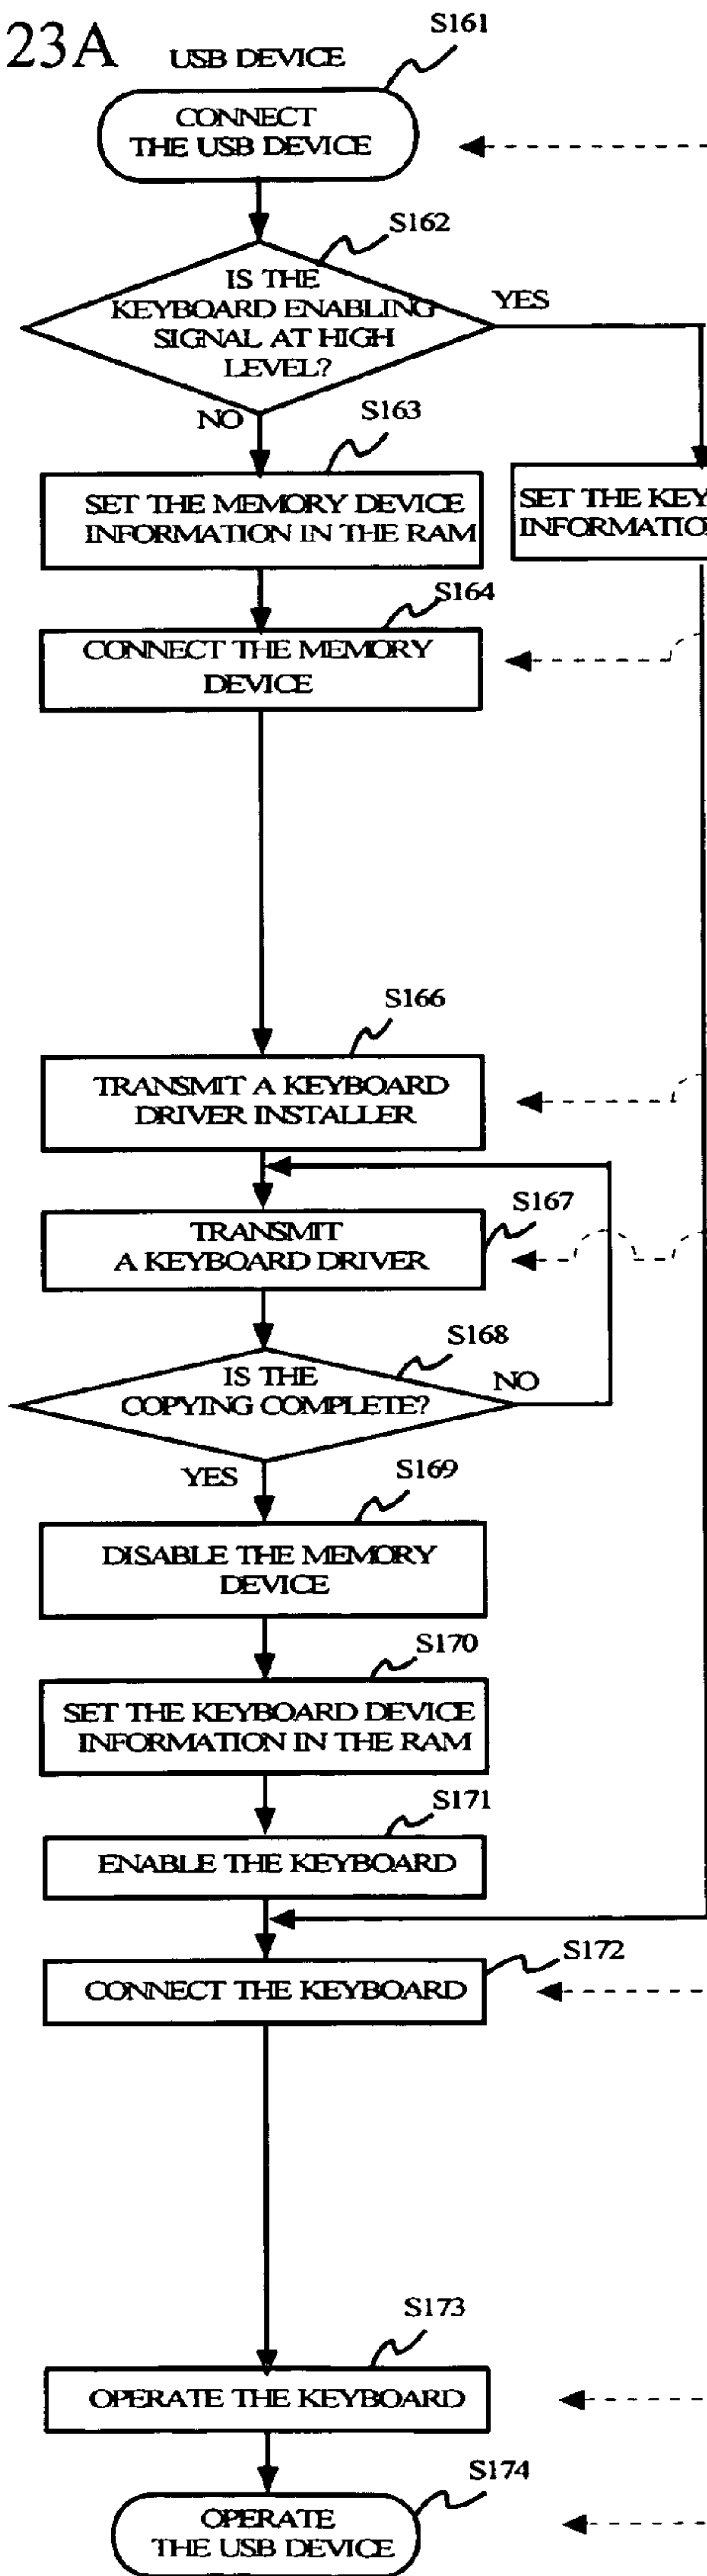 23A
USB DEVICE
S161
CONNECT
THE USB DEVICE
S162
IS THE
KEYBOARD ENABLING
SIGNAL AT HIGH
LEVEL?
YES
NO
S163
SET THE MEMORY DEVICE
INFORMATION IN THE RAM
SET THE KEY
INFORMATIO
S164
CONNECT THE MEMORY
DEVICE
S166
TRANSMIT A KEYBOARD
DRIVER INSTALLER
S167
TRANSMIT
A KEYBOARD DRIVER
S168
IS THE
COPYING COMPLETE?
NO
YES
S169
DISABLE THE MEMORY
DEVICE
S170
SET THE KEYBOARD DEVICE
INFORMATION IN THE RAM
S171
ENABLE THE KEYBOARD
S172
CONNECT THE KEYBOARD
S173
OPERATE THE KEYBOARD
S174
OPERATE
THE USB DEVICE